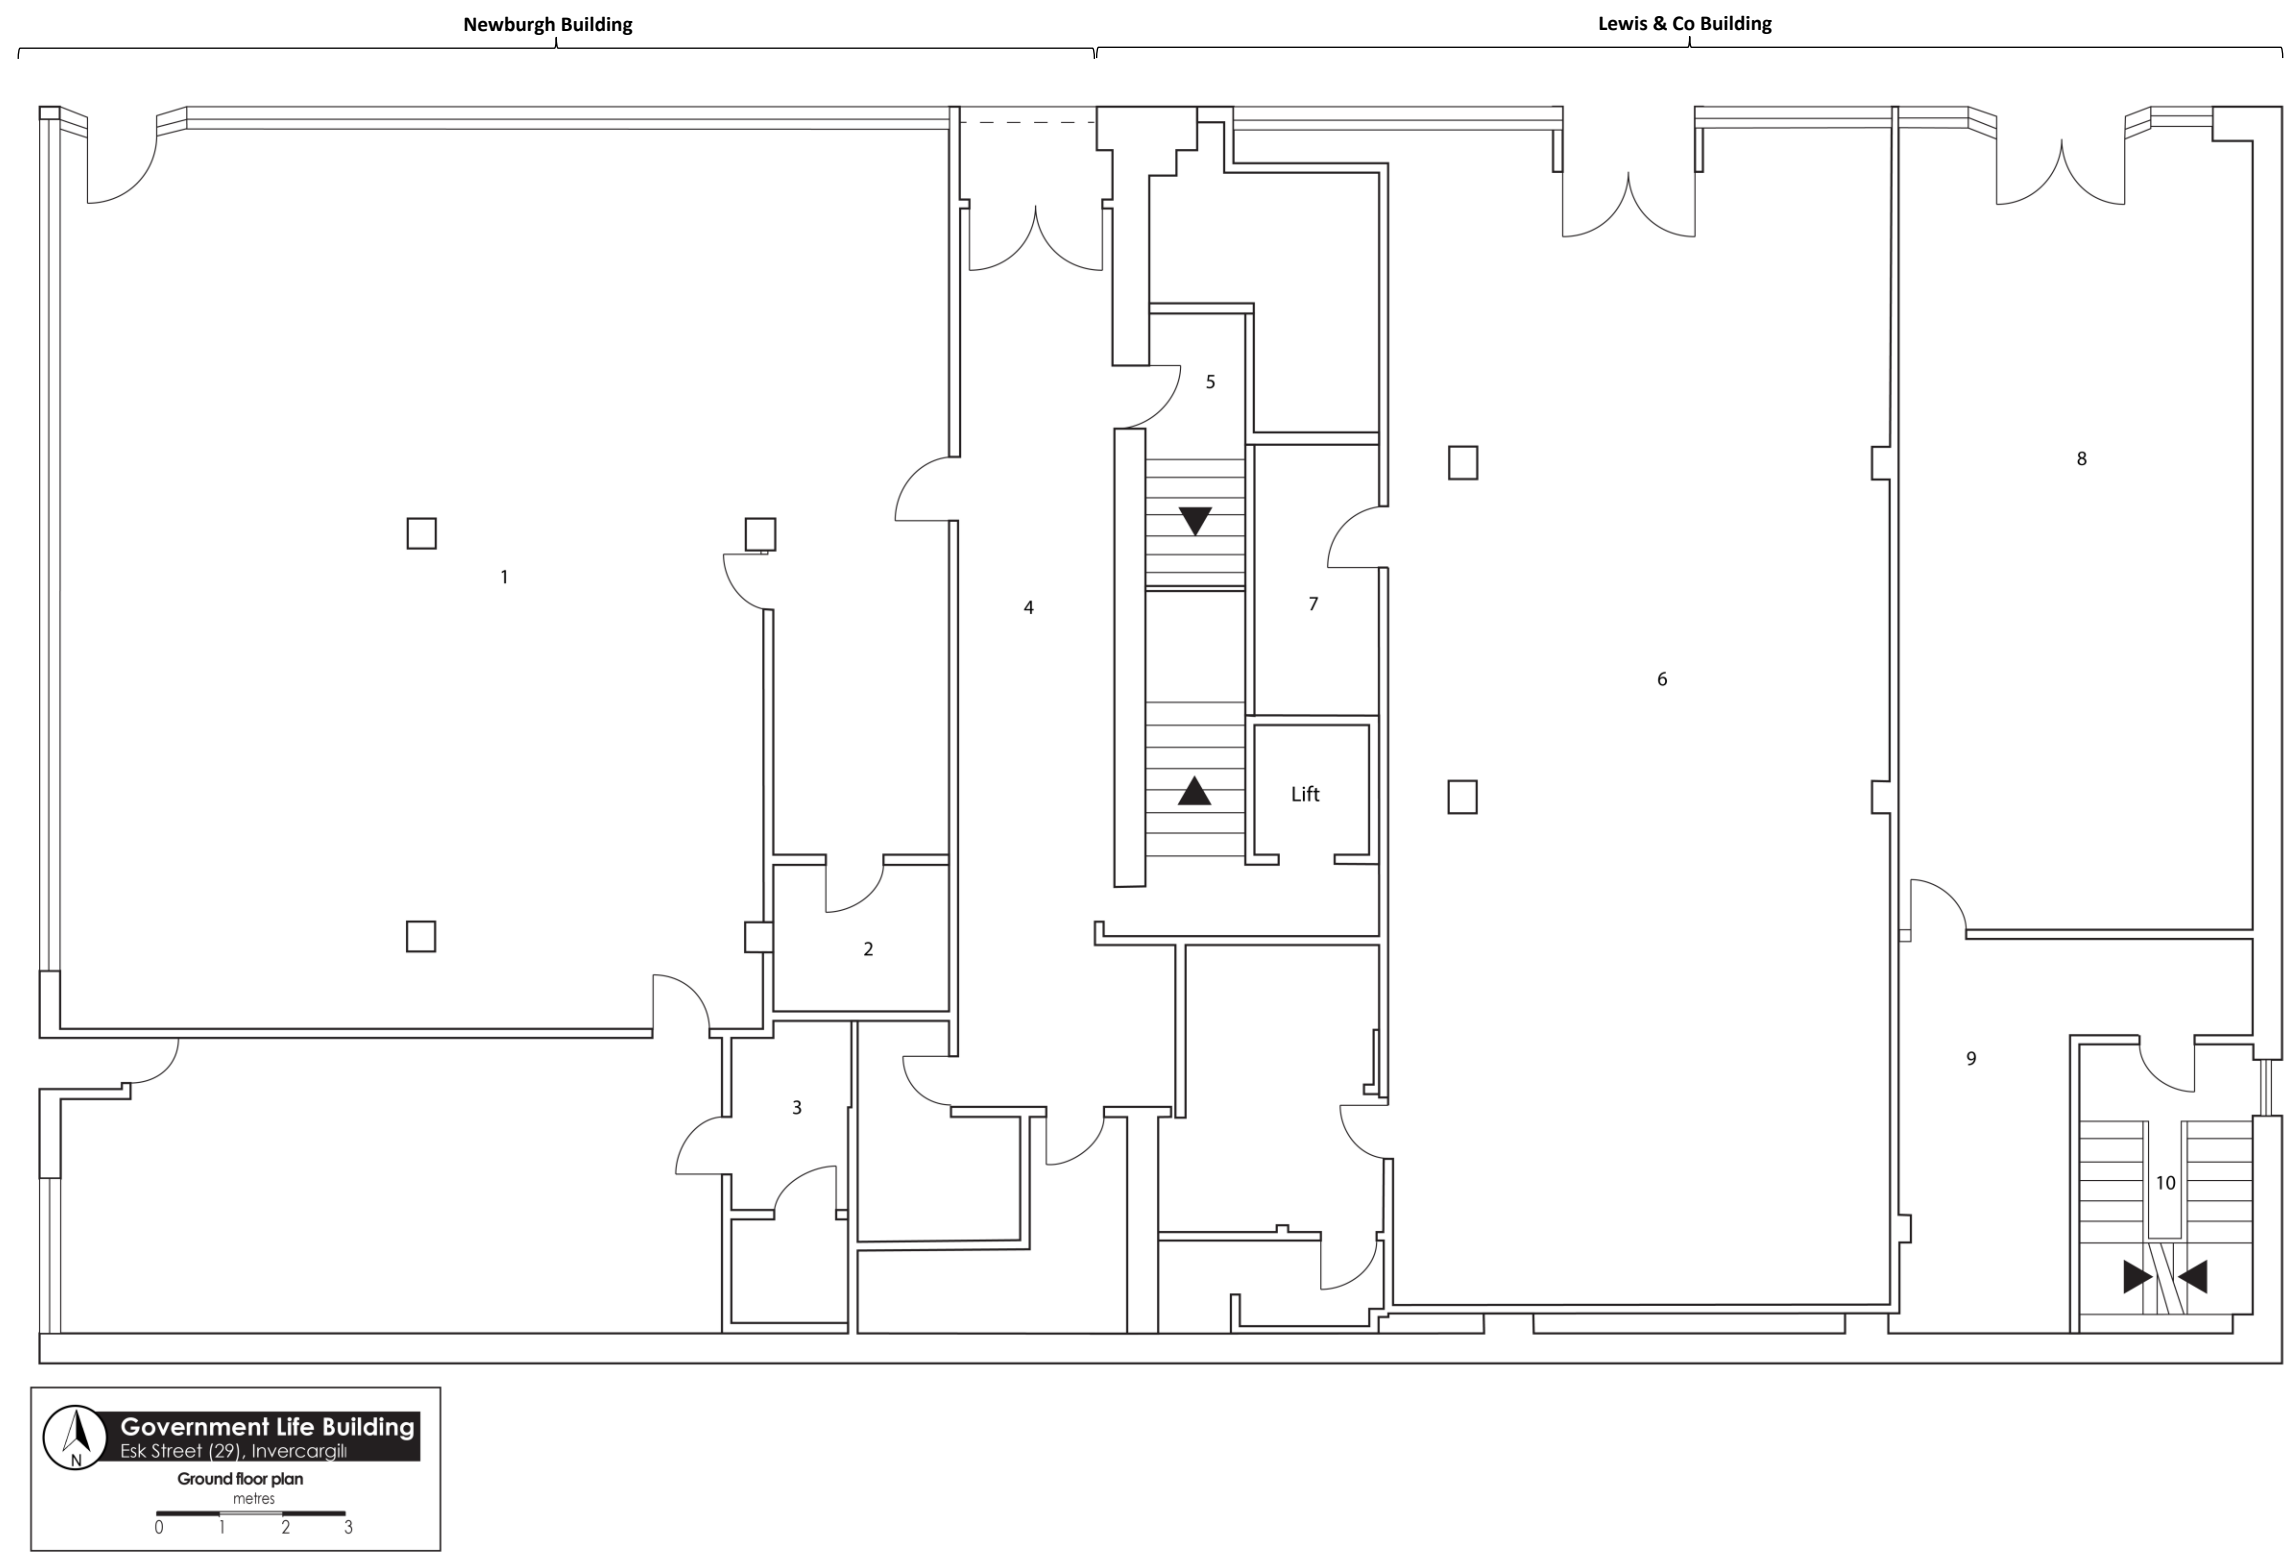 Newburgh Building
Lewis & Co Building
5
8
1
7
4
6
Lift
2
9
3
10
Government Life Building
Esk Street (29), Invercargill
N
Ground floor plan
metres
0 1 2 3